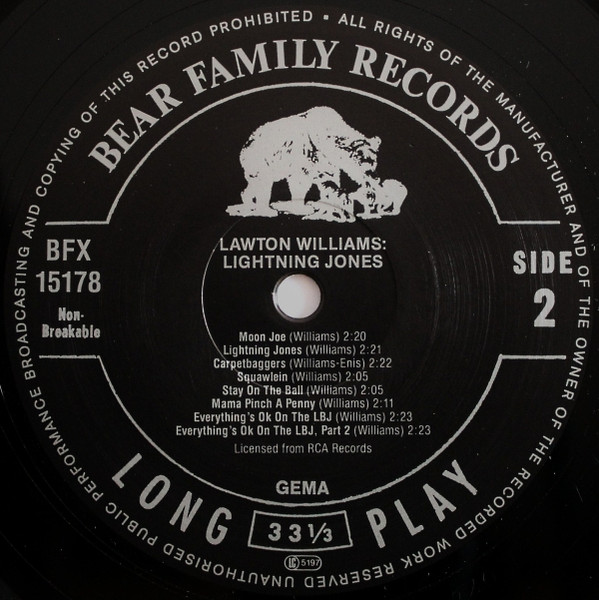 ALL RIGHTS OF THE MANUFACTURER AND OF THE OWNER OF THE RECORDED WORK RESERVED UNAUTHORISED PUBLIC PERFORMANCE BROADCASTING AND COPYING OF THIS RECORD PROHIBITED •
BEAR FAMILY RECORDS
LAWTON WILLIAMS:
LIGHTNING JONES
BFX
15178
Non-
Breakable
SIDE
2
Moon Joe (Williams) 2:20
Lightning Jones (Williams) 2:21
Carpetbaggers (Williams-Enis) 2:22
Squawlein (Williams) 2:05
Stay On The Ball (Williams) 2:05
Mama Pinch A Penny (Williams) 2:11
Everything's Ok On The LBJ (Williams) 2:23
Everything's Ok On The LBJ, Part 2 (Williams) 2:23
Licensed from RCA Records
GEMA
LONG PLAY
33 1/3
LC 5197